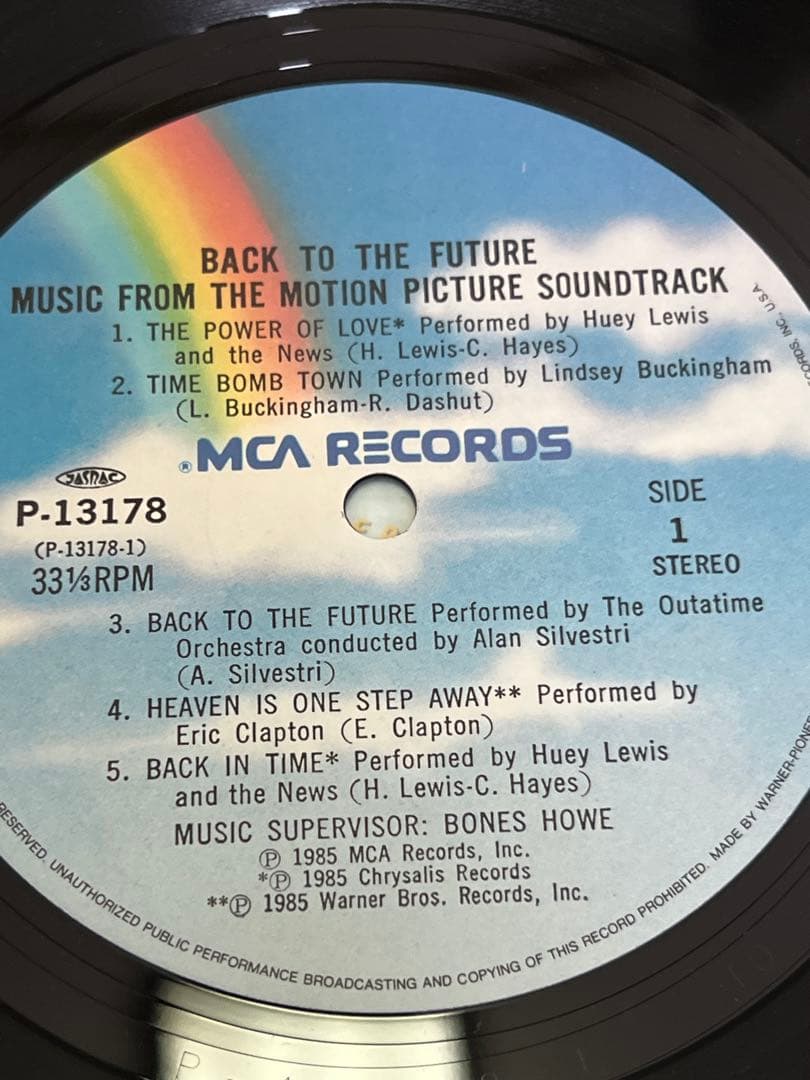 BACK TO THE FUTURE
MUSIC FROM THE MOTION PICTURE SOUNDTRACK
1. THE POWER OF LOVE* Performed by Huey Lewis
and the News (H. Lewis-C. Hayes)
2. TIME BOMB TOWN Performed by Lindsey Buckingham
(L. Buckingham-R. Dashut)
® MCA RECORDS
JASRAC
P-13178
(P-13178-1)
33⅓RPM
SIDE
1
STEREO
3. BACK TO THE FUTURE Performed by The Outatime
Orchestra conducted by Alan Silvestri
(A. Silvestri)
4. HEAVEN IS ONE STEP AWAY** Performed by
Eric Clapton (E. Clapton)
5. BACK IN TIME* Performed by Huey Lewis
and the News (H. Lewis-C. Hayes)
MUSIC SUPERVISOR: BONES HOWE
Ⓟ 1985 MCA Records, Inc.
*Ⓟ 1985 Chrysalis Records
**Ⓟ 1985 Warner Bros. Records, Inc.
RESERVED. UNAUTHORIZED PUBLIC PERFORMANCE BROADCASTING AND COPYING OF THIS RECORD PROHIBITED. MADE BY WARNER-PIONE
INC., U.S.A